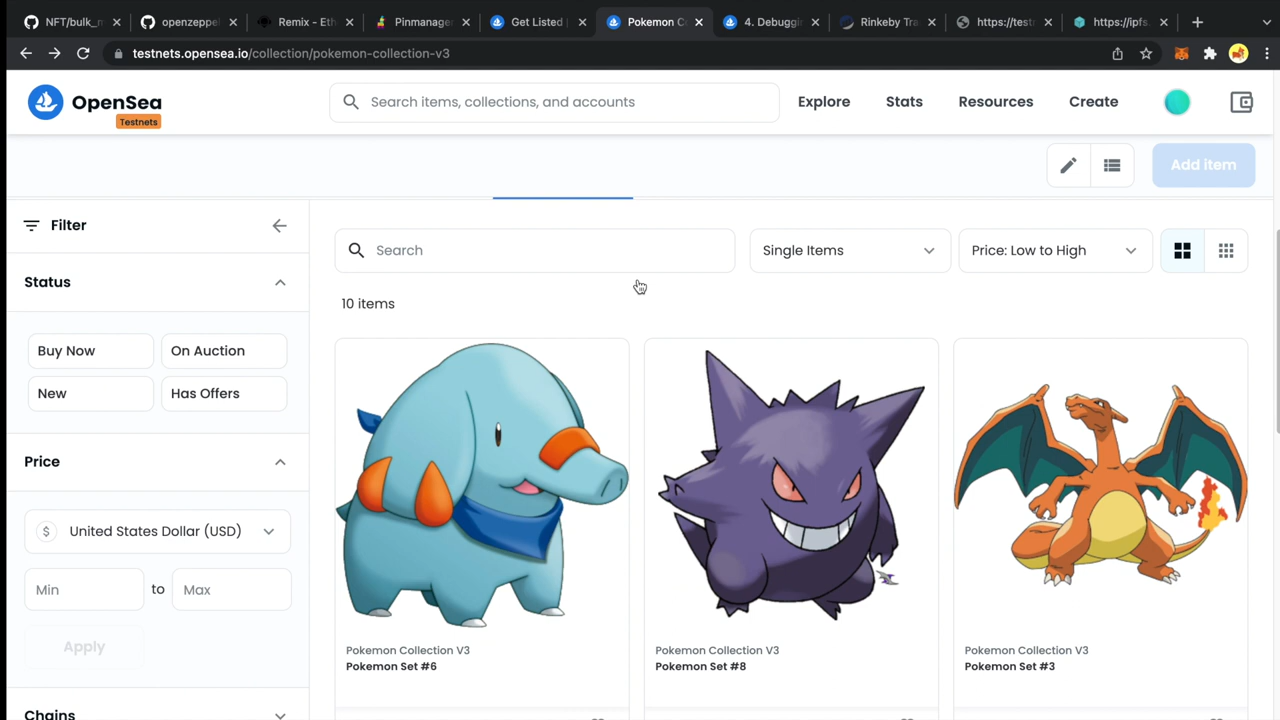 NFT/bulk_n
openzeppel
Remix - Eth
Pinmanage
Get Listed
Pokemon C
4. Debuggi
Rinkeby Tra
https://test
https://ipfs.
testnets.opensea.io/collection/pokemon-collection-v3
OpenSea
Testnets
Search items, collections, and accounts
Explore
Stats
Resources
Create
Add item
Filter
Search
Single Items
Price: Low to High
Status
10 items
Buy Now
On Auction
New
Has Offers
Price
$ United States Dollar (USD)
Min
to
Max
Apply
Pokemon Collection V3
Pokemon Set #6
Pokemon Collection V3
Pokemon Set #8
Pokemon Collection V3
Pokemon Set #3
Chains